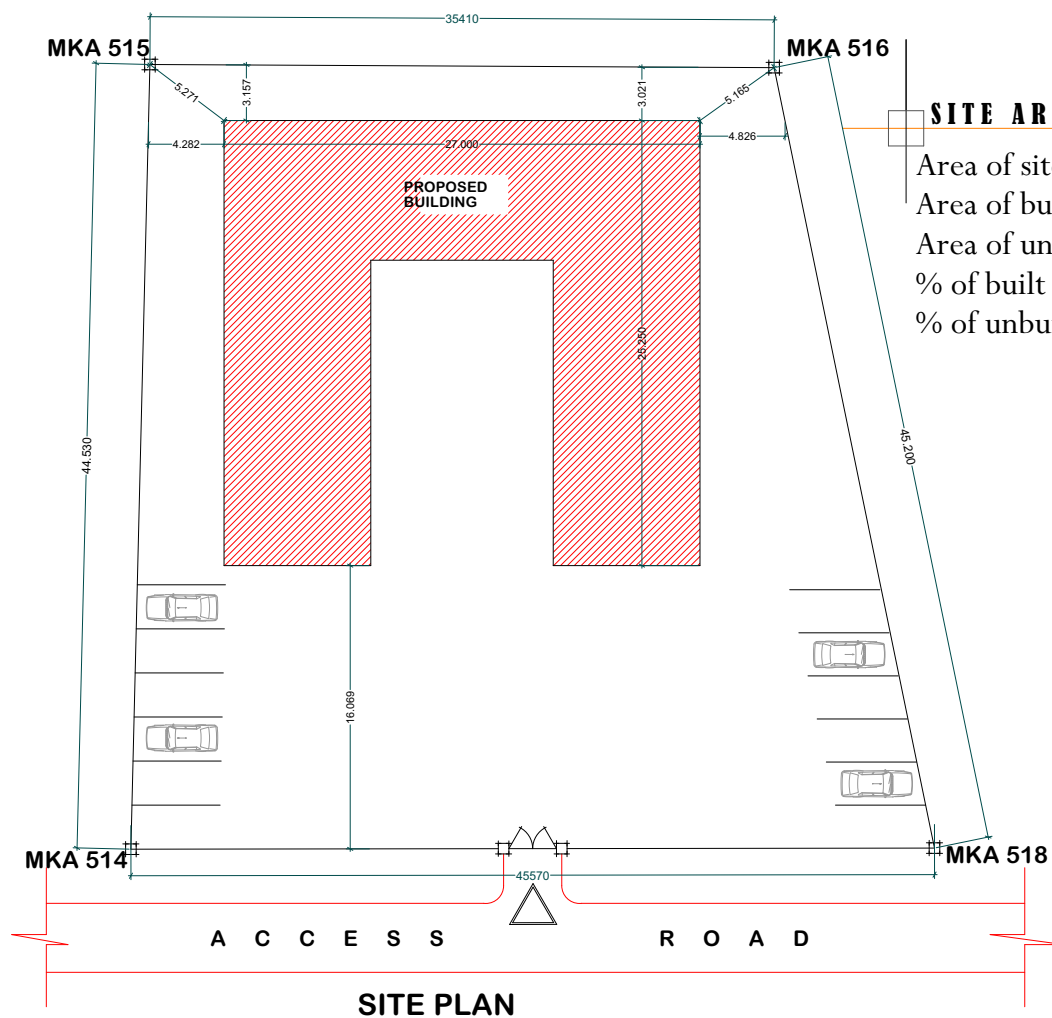 35410
MKA 515
MKA 516
5.271
3.157
3.021
5.165
SITE AR
4.282
27.000
4.826
Area of sit
PROPOSED
BUILDING
Area of bu
Area of un
% of built
% of unbu
25.250
44.530
45.200
16.069
MKA 514
MKA 518
45570
ACCESS ROAD
SITE PLAN